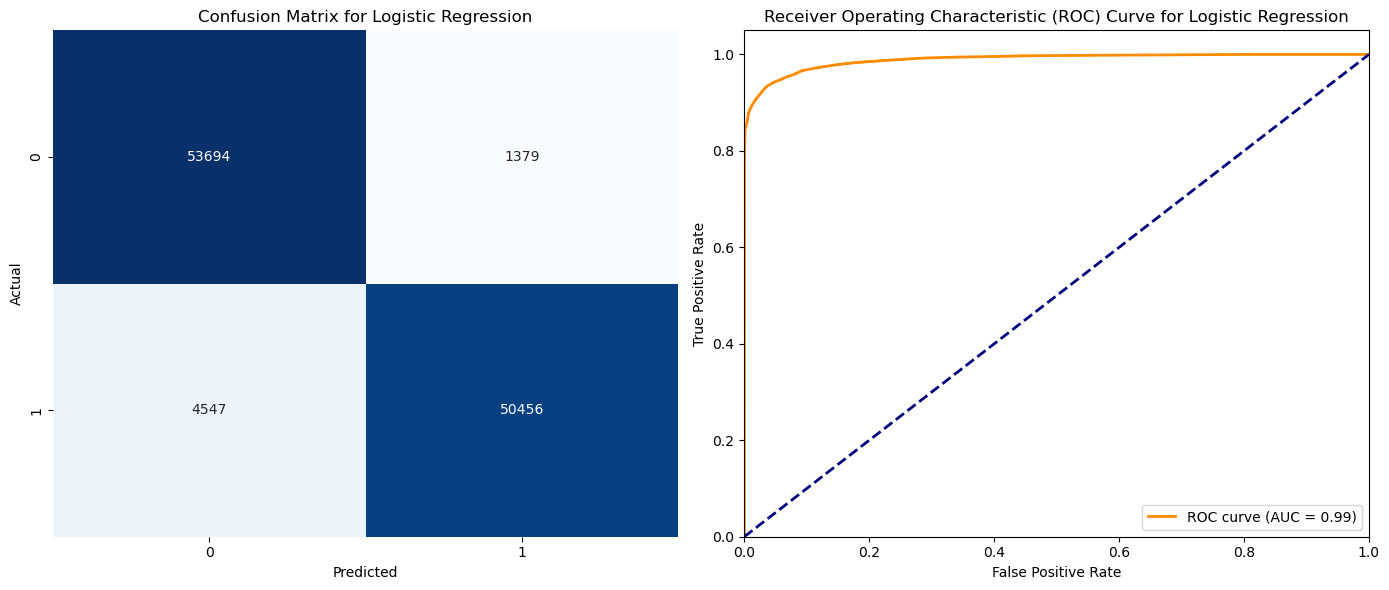 Confusion Matrix for Logistic Regression
0
53694
1379
Actual
1
4547
50456
0
1
Predicted
Receiver Operating Characteristic (ROC) Curve for Logistic Regression
1.0
0.8
0.6
True Positive Rate
0.4
0.2
0.0
ROC curve (AUC = 0.99)
0.0
0.2
0.4
0.6
0.8
1.0
False Positive Rate